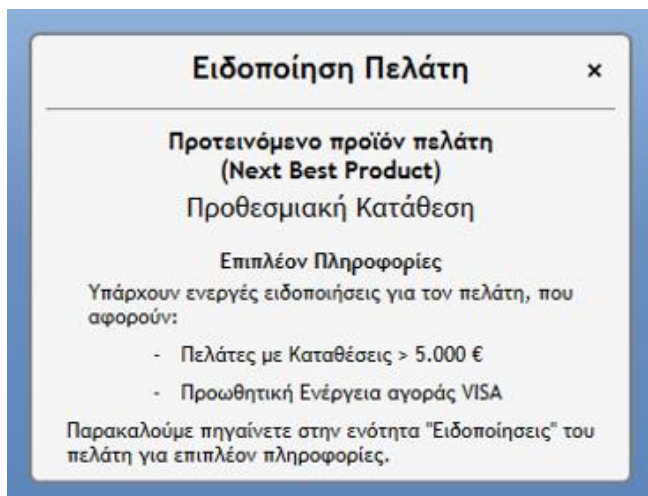 Ειδοποίηση Πελάτη ×
Προτεινόμενο προϊόν πελάτη
(Next Best Product)
Προθεσμιακή Κατάθεση
Επιπλέον Πληροφορίες
Υπάρχουν ενεργές ειδοποιήσεις για τον πελάτη, που
αφορούν:
- Πελάτες με Καταθέσεις > 5.000 €
- Προωθητική Ενέργεια αγοράς VISA
Παρακαλούμε πηγαίνετε στην ενότητα "Ειδοποίησεις" του
πελάτη για επιπλέον πληροφορίες.